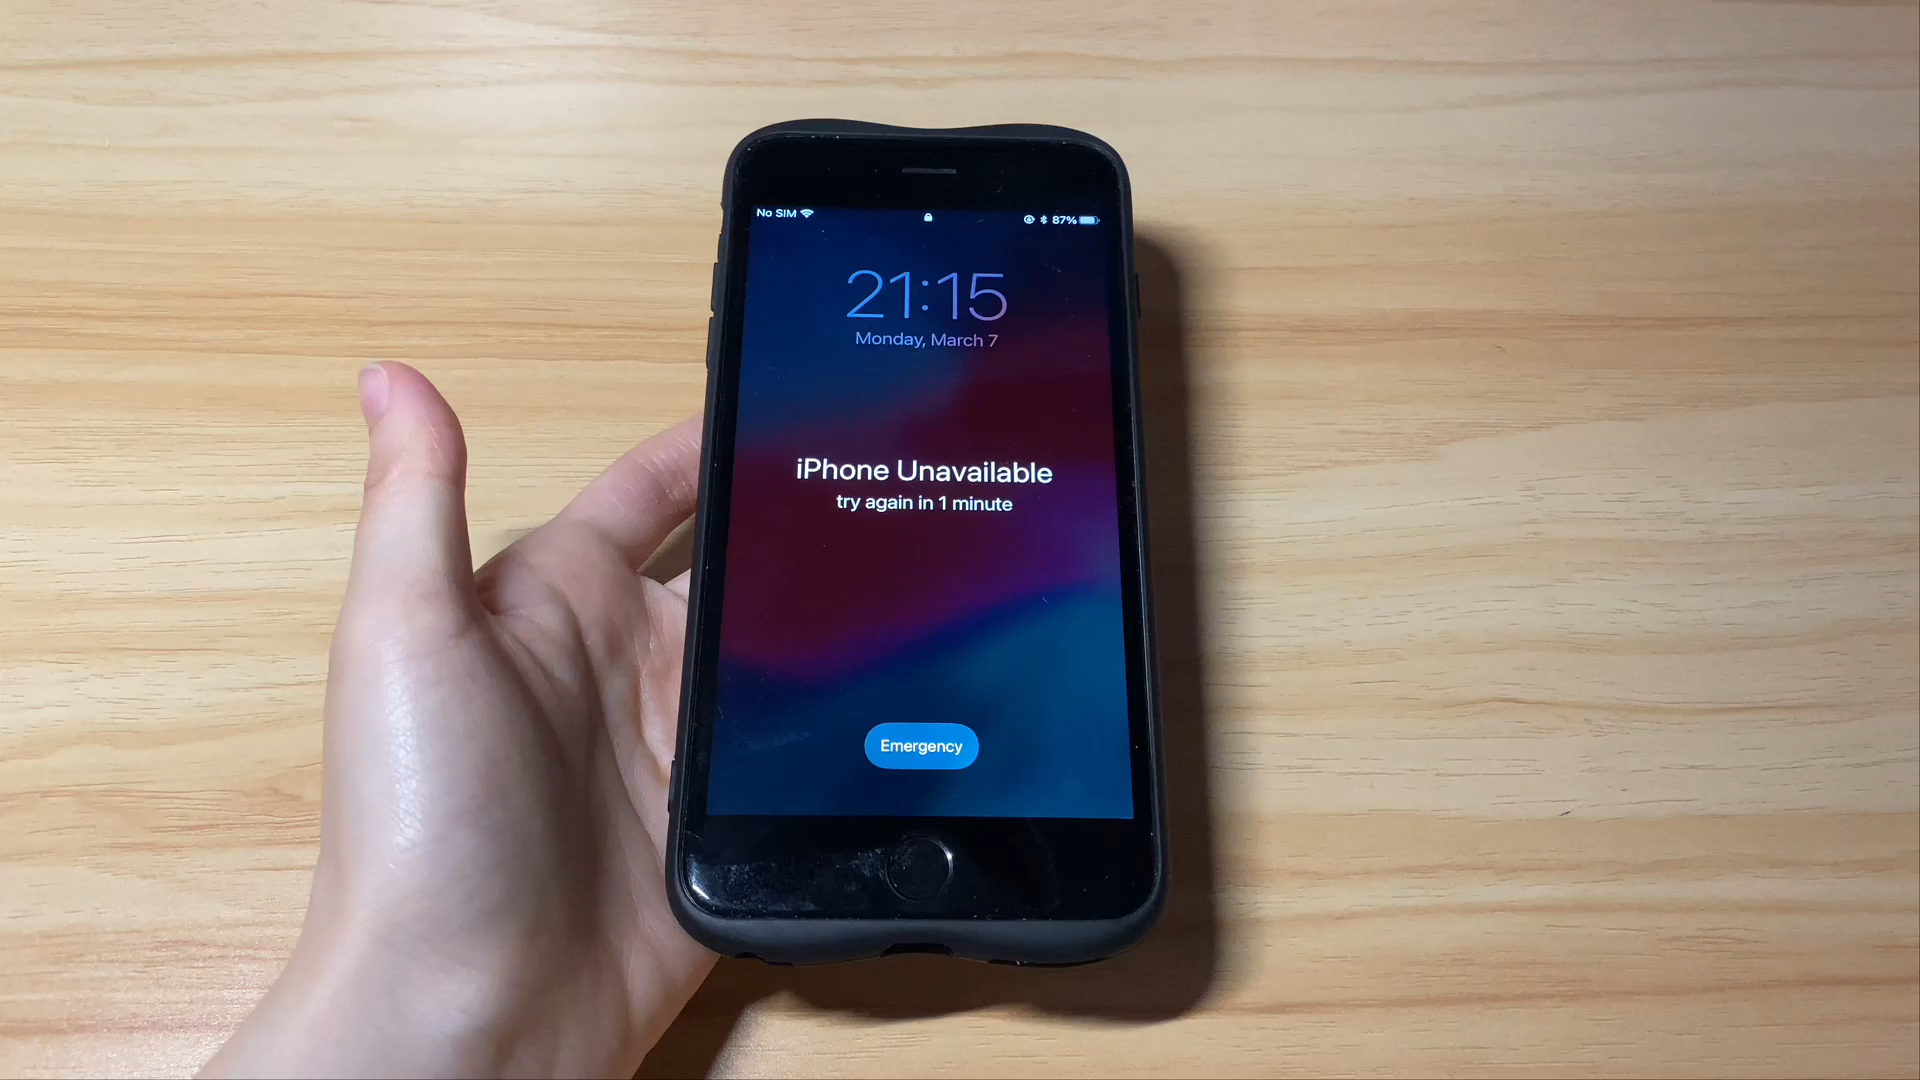 No SIM
87%
21:15
Monday, March 7
iPhone Unavailable
try again in 1 minute
Emergency